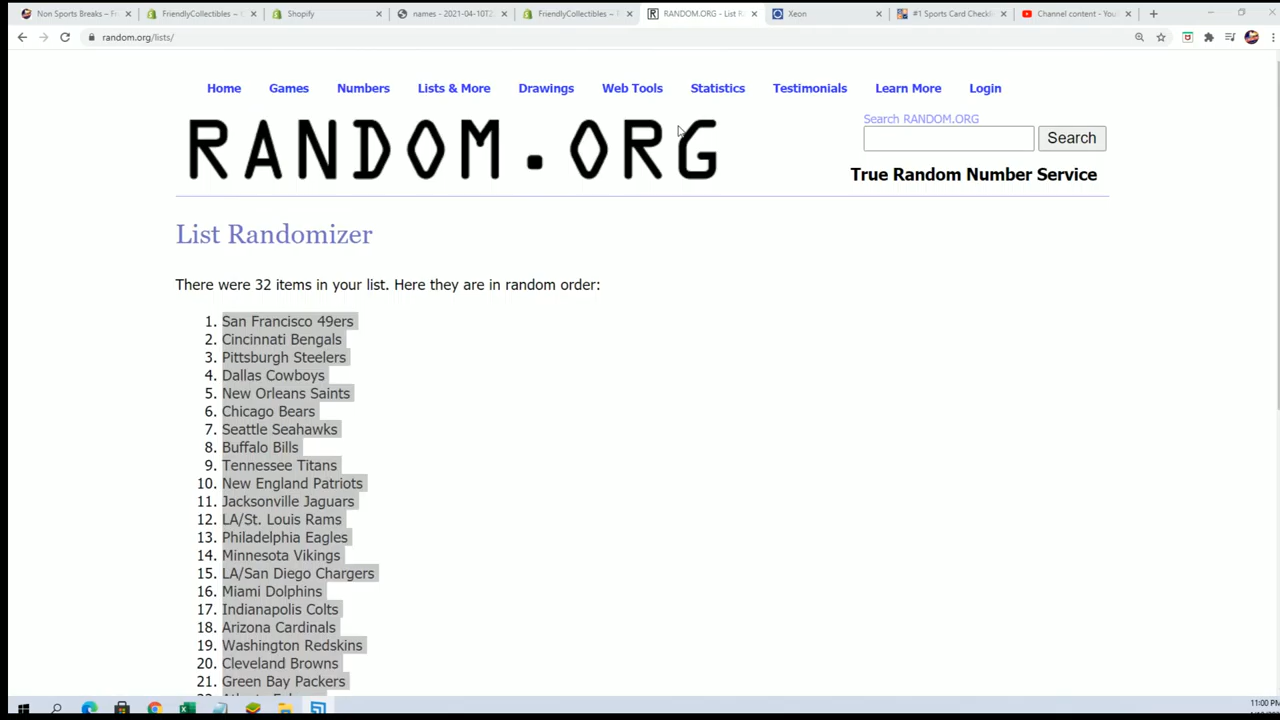 Non Sports Breaks – Fr
FriendlyCollectibles –
Shopify
names - 2021-04-10T2
FriendlyCollectibles –
RANDOM.ORG - List R
Xeon
#1 Sports Card Check
Channel content - You
random.org/lists/
Home Games Numbers Lists & More Drawings Web Tools Statistics Testimonials Learn More Login
RANDOM.ORG
Search RANDOM.ORG
Search
True Random Number Service
List Randomizer
There were 32 items in your list. Here they are in random order:
1. San Francisco 49ers
2. Cincinnati Bengals
3. Pittsburgh Steelers
4. Dallas Cowboys
5. New Orleans Saints
6. Chicago Bears
7. Seattle Seahawks
8. Buffalo Bills
9. Tennessee Titans
10. New England Patriots
11. Jacksonville Jaguars
12. LA/St. Louis Rams
13. Philadelphia Eagles
14. Minnesota Vikings
15. LA/San Diego Chargers
16. Miami Dolphins
17. Indianapolis Colts
18. Arizona Cardinals
19. Washington Redskins
20. Cleveland Browns
21. Green Bay Packers
11:00 PM